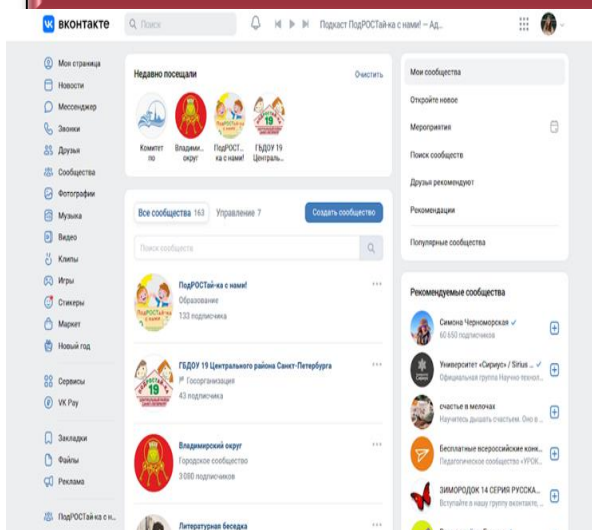 вконтакте
Поиск
Подкаст ПодРОСТай-ка с нами! — Ад...
Моя страница
Новости
Мессенджер
Звонки
Друзья
Сообщества
Фотографии
Музыка
Видео
Клипы
Игры
Стикеры
Маркет
Новый год
Сервисы
VK Pay
Закладки
Файлы
Реклама
ПодРОСТай-ка с н...
Недавно посещали
Очистить
Комитет по
Владими... округ
ПодРОСТ... ка с нами!
ГБДОУ 19 Централь...
Все сообщества 163
Управление 7
Создать сообщество
Поиск сообществ
ПодРОСТай-ка с нами!
Образование
133 подписчика
ГБДОУ 19 Центрального района Санкт-Петербурга
Госорганизация
43 подписчика
Владимирский округ
Городское сообщество
3 080 подписчиков
Литературная беседка
Мои сообщества
Откройте новое
Мероприятия
Поиск сообществ
Друзья рекомендуют
Рекомендации
Популярные сообщества
Рекомендуемые сообщества
Симона Черноморская
60 650 подписчиков
Университет «Сириус» / Sirius ...
Официальная группа Научно-технол...
счастье в мелочах
Научитесь дышать счастьем. Оно в ...
Бесплатные всероссийские конк...
Педагогическое сообщество «УРОК...
ЗИМОРОДОК 14 СЕРИЯ РУССКА...
Вступайте в нашу группу вконтакте, ...